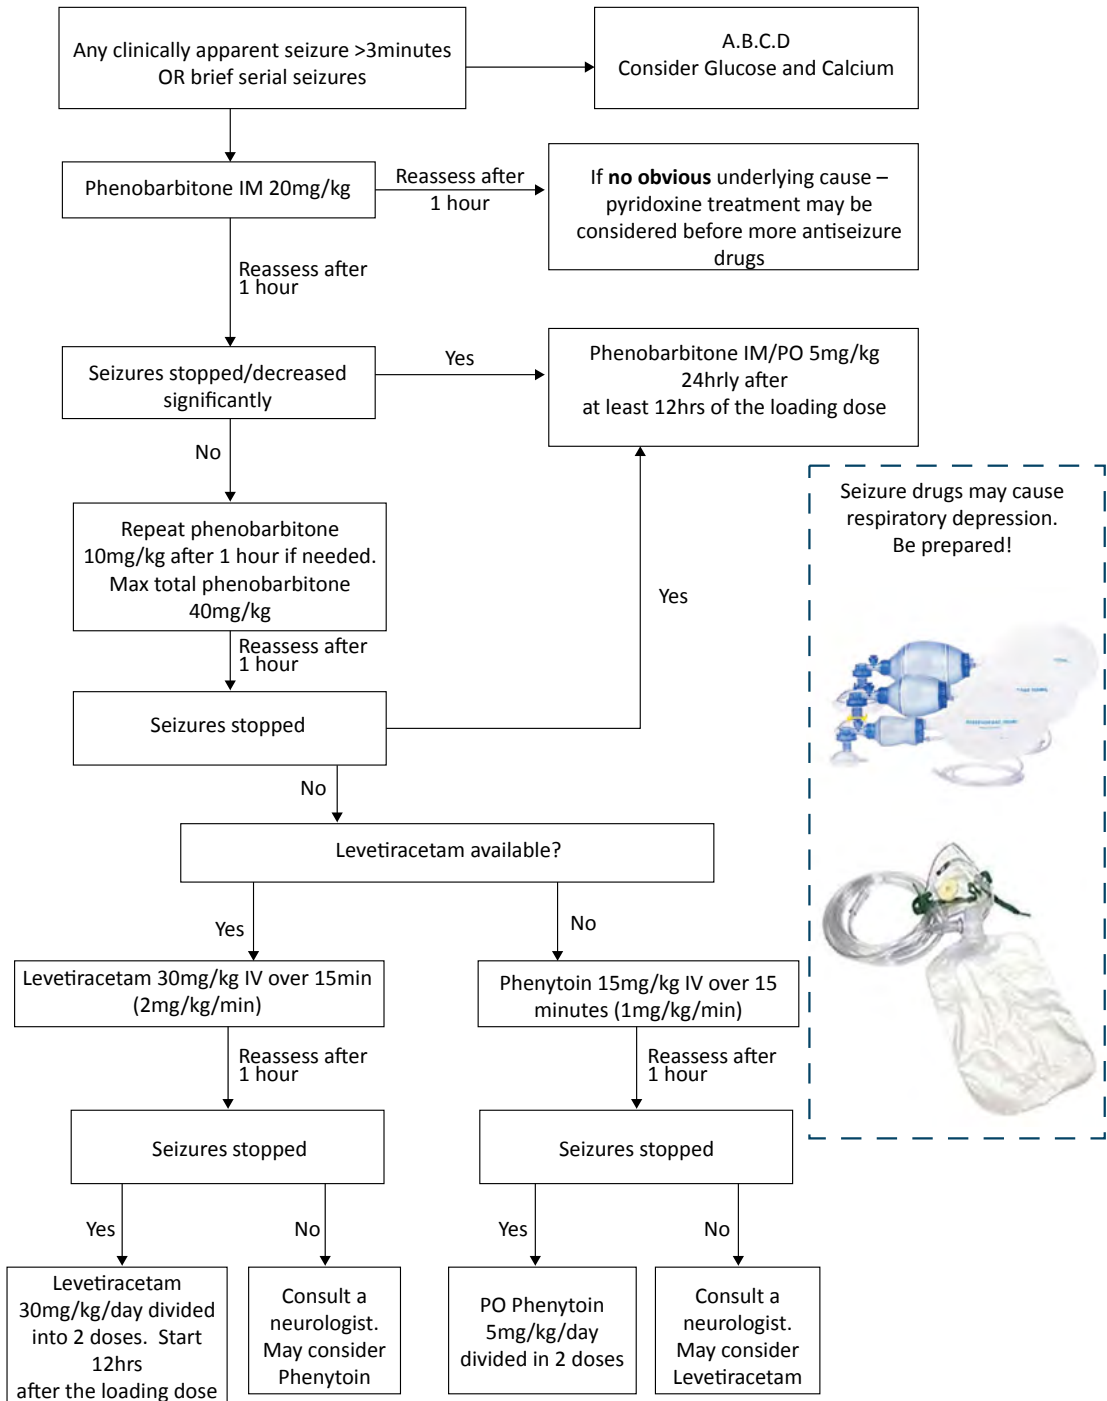 Any clinically apparent seizure >3minutes
OR brief serial seizures
A.B.C.D
Consider Glucose and Calcium
Phenobarbitone IM 20mg/kg
Reassess after
1 hour
If no obvious underlying cause –
pyridoxine treatment may be
considered before more antiseizure
drugs
Reassess after
1 hour
Seizures stopped/decreased
significantly
Yes
Phenobarbitone IM/PO 5mg/kg
24hrly after
at least 12hrs of the loading dose
No
Repeat phenobarbitone
10mg/kg after 1 hour if needed.
Max total phenobarbitone
40mg/kg
Yes
Reassess after
1 hour
Seizures stopped
No
Seizure drugs may cause
respiratory depression.
Be prepared!
Levetiracetam available?
Yes
No
Levetiracetam 30mg/kg IV over 15min
(2mg/kg/min)
Phenytoin 15mg/kg IV over 15
minutes (1mg/kg/min)
Reassess after
1 hour
Reassess after
1 hour
Seizures stopped
Seizures stopped
Yes
No
Yes
No
Levetiracetam
30mg/kg/day divided
into 2 doses. Start
12hrs
after the loading dose
Consult a
neurologist.
May consider
Phenytoin
PO Phenytoin
5mg/kg/day
divided in 2 doses
Consult a
neurologist.
May consider
Levetiracetam